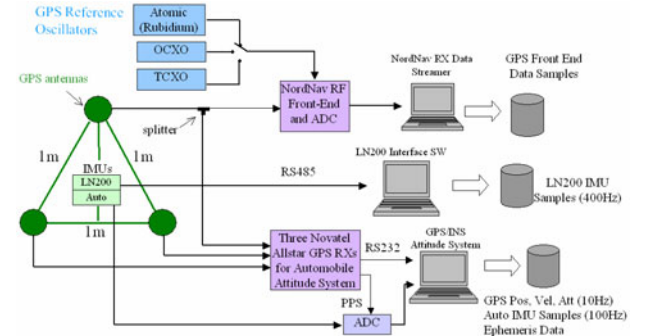 GPS Reference
Oscillators
Atomic
(Rubidium)
OCXO
TCXO
GPS antennas
splitter
NordNav RF
Front-End
and ADC
NordNav RX Data
Streamer
GPS Front End
Data Samples
1m
1m
IMUs
LN200
Auto
1m
RS485
LN200 Interface SW
LN200 IMU
Samples (400Hz)
Three Novatel
Allstar GPS RXs
for Automobile
Attitude System
RS232
GPS/INS
Attitude System
PPS
ADC
GPS Pos, Vel, Att (10Hz)
Auto IMU Samples (100Hz)
Ephemeris Data